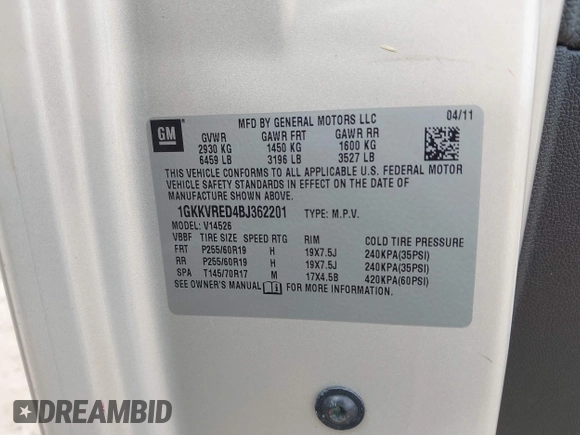 MFD BY GENERAL MOTORS LLC 04/11
GM
GVWR GAWR FRT GAWR RR
2930 KG 1450 KG 1600 KG
6459 LB 3196 LB 3527 LB
THIS VEHICLE CONFORMS TO ALL APPLICABLE U.S. FEDERAL MOTOR
VEHICLE SAFETY STANDARDS IN EFFECT ON THE DATE OF
MANUFACTURE SHOWN ABOVE.
1GKKVRED4BJ362201 TYPE: M.P.V.
MODEL: V14526
VBBF TIRE SIZE SPEED RTG RIM COLD TIRE PRESSURE
FRT P255/60R19 H 19X7.5J 240KPA(35PSI)
RR P255/60R19 H 19X7.5J 240KPA(35PSI)
SPA T145/70R17 M 17X4.5B 420KPA(60PSI)
SEE OWNER'S MANUAL FOR MORE INFORMATION
DREAMBID